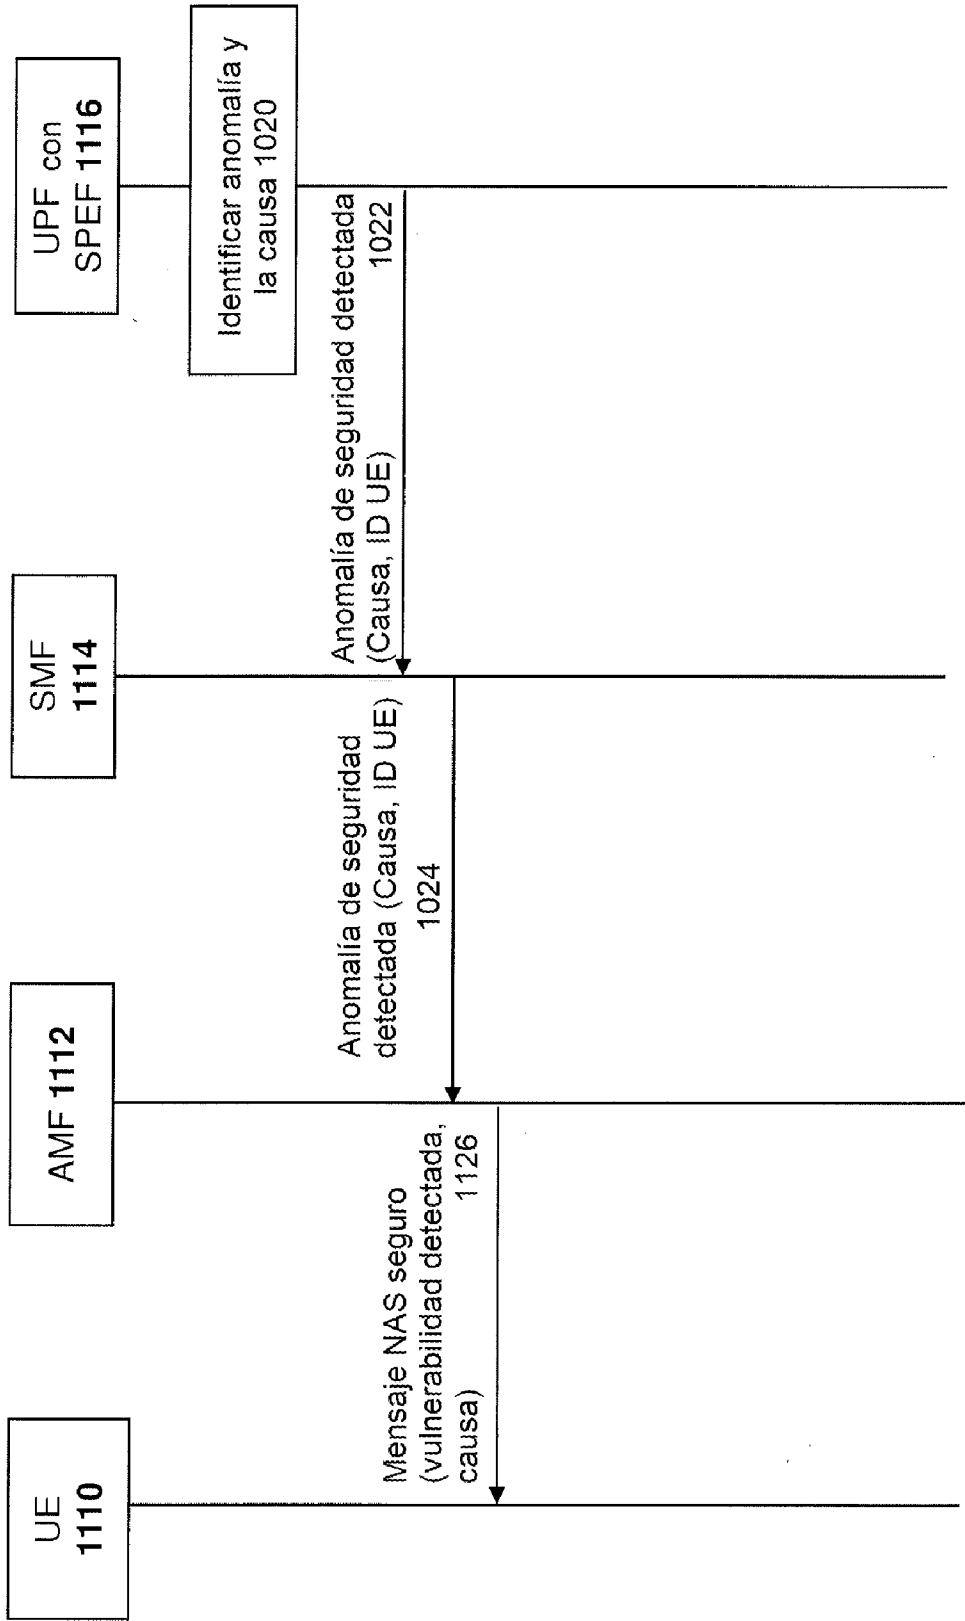 UE
1110
AMF 1112
SMF
1114
UPF con
SPEF 1116
Identificar anomalía y
la causa 1020
Anomalía de seguridad detectada
(Causa, ID UE)
1022
Anomalía de seguridad
detectada (Causa, ID UE)
1024
Mensaje NAS seguro
(vulnerabilidad detectada,
causa)
1126